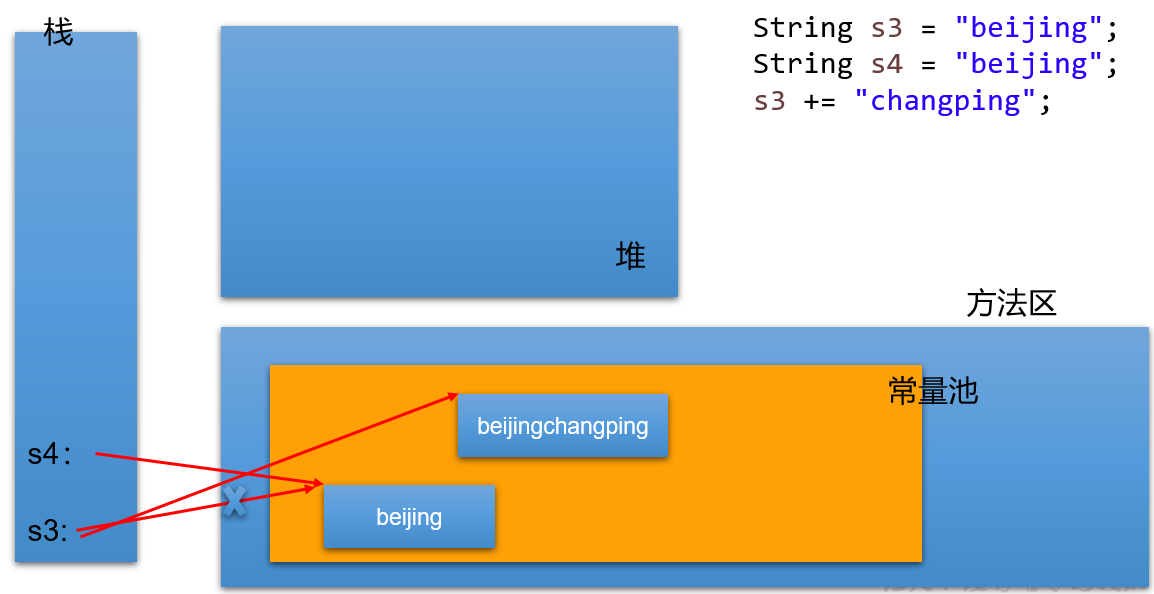 栈
String s3 = "beijing";
String s4 = "beijing";
s3 += "changping";
堆
方法区
常量池
beijingchangping
s4:
beijing
s3: